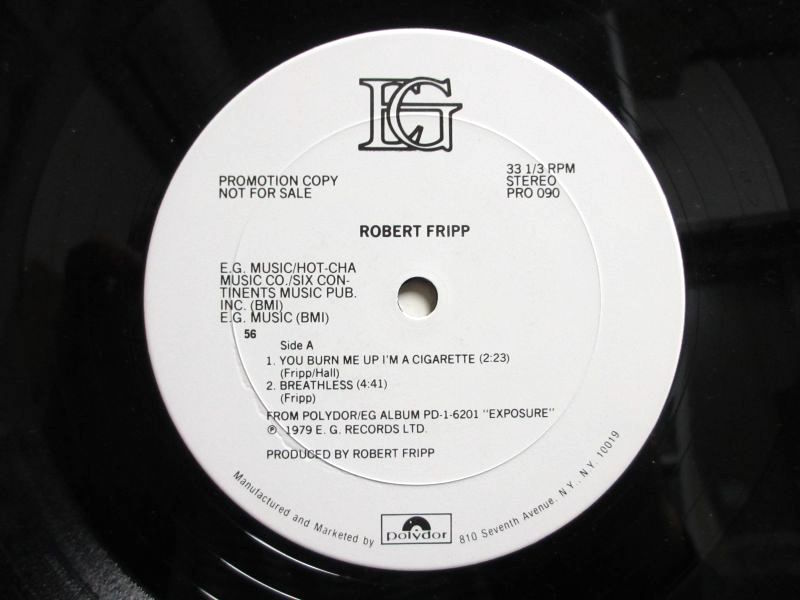 EG
PROMOTION COPY
NOT FOR SALE
33 1/3 RPM
STEREO
PRO 090
ROBERT FRIPP
E.G. MUSIC/HOT-CHA
MUSIC CO./SIX CON-
TINENTS MUSIC PUB.
INC. (BMI)
E.G. MUSIC (BMI)
56
Side A
1. YOU BURN ME UP I'M A CIGARETTE (2:23)
(Fripp/Hall)
2. BREATHLESS (4:41)
(Fripp)
FROM POLYDOR/EG ALBUM PD-1-6201 "EXPOSURE"
℗ 1979 E. G. RECORDS LTD.
PRODUCED BY ROBERT FRIPP
Manufactured and Marketed by polydor 810 Seventh Avenue, N.Y., N.Y. 10019